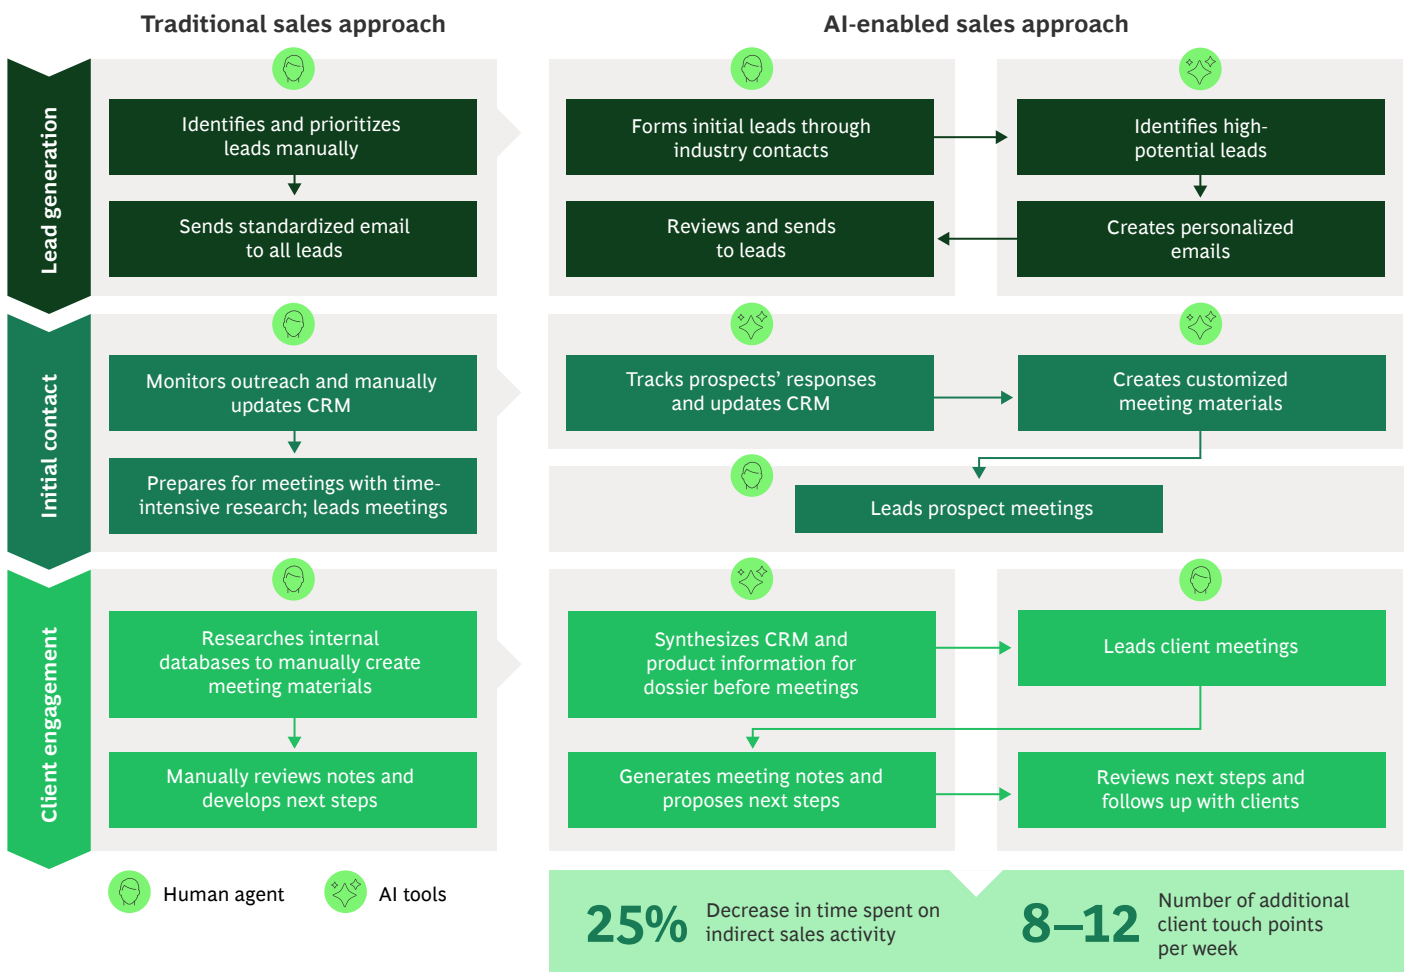 Traditional sales approach
AI-enabled sales approach
Lead generation
Identifies and prioritizes
leads manually
Sends standardized email
to all leads
Forms initial leads through
industry contacts
Identifies high-
potential leads
Creates personalized
emails
Reviews and sends
to leads
Initial contact
Monitors outreach and manually
updates CRM
Prepares for meetings with time-
intensive research; leads meetings
Tracks prospects’ responses
and updates CRM
Creates customized
meeting materials
Leads prospect meetings
Client engagement
Researches internal
databases to manually create
meeting materials
Manually reviews notes and
develops next steps
Synthesizes CRM and
product information for
dossier before meetings
Leads client meetings
Generates meeting notes and
proposes next steps
Reviews next steps and
follows up with clients
Human agent
AI tools
25%
Decrease in time spent on
indirect sales activity
8–12
Number of additional
client touch points
per week